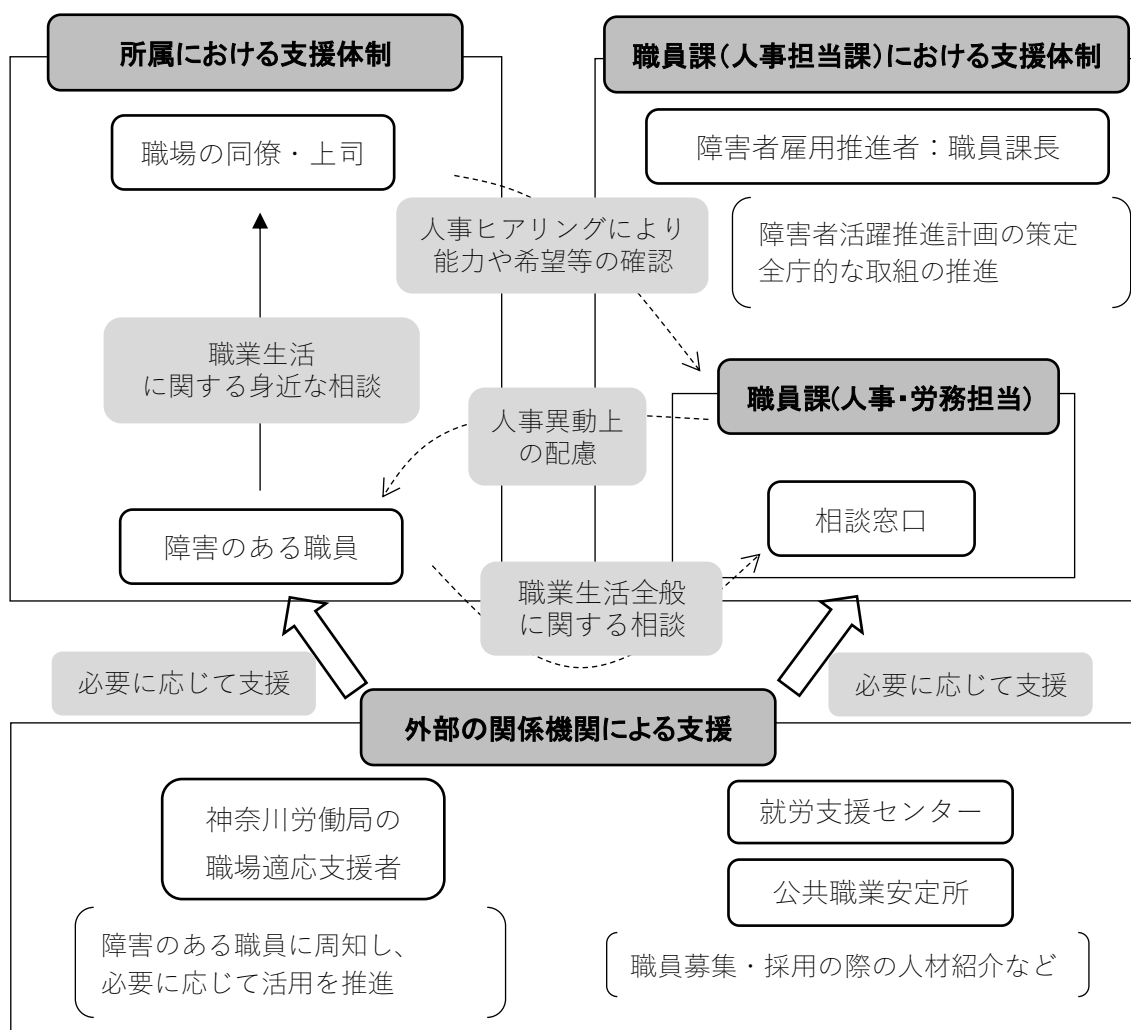 所属における支援体制
職場の同僚・上司
職業生活
に関する身近な相談
障害のある職員
職員課（人事担当課）における支援体制
障害者雇用推進者：職員課長
障害者活躍推進計画の策定
全庁的な取組の推進
人事ヒアリングにより
能力や希望等の確認
職員課(人事・労務担当)
人事異動上
の配慮
相談窓口
職業生活全般
に関する相談
必要に応じて支援
必要に応じて支援
外部の関係機関による支援
神奈川労働局の
職場適応支援者
障害のある職員に周知し、
必要に応じて活用を推進
就労支援センター
公共職業安定所
職員募集・採用の際の人材紹介など